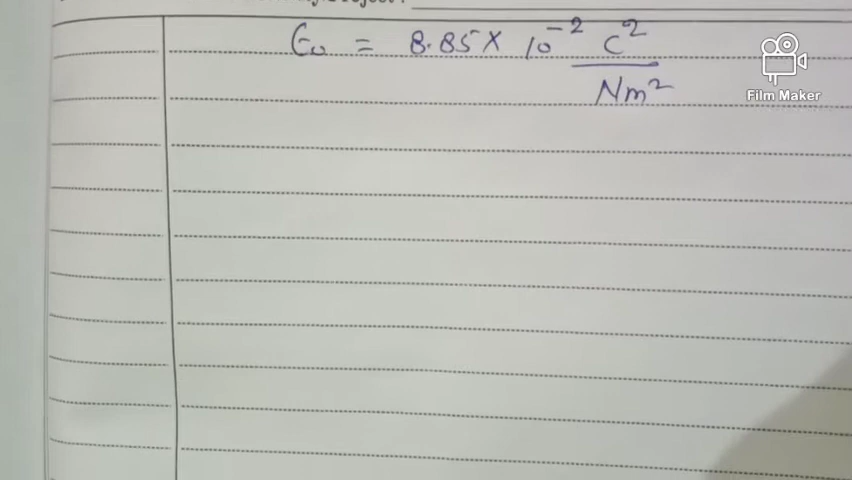 ϵ₀ = 8.85 × 10⁻² C²/Nm²
Film Maker